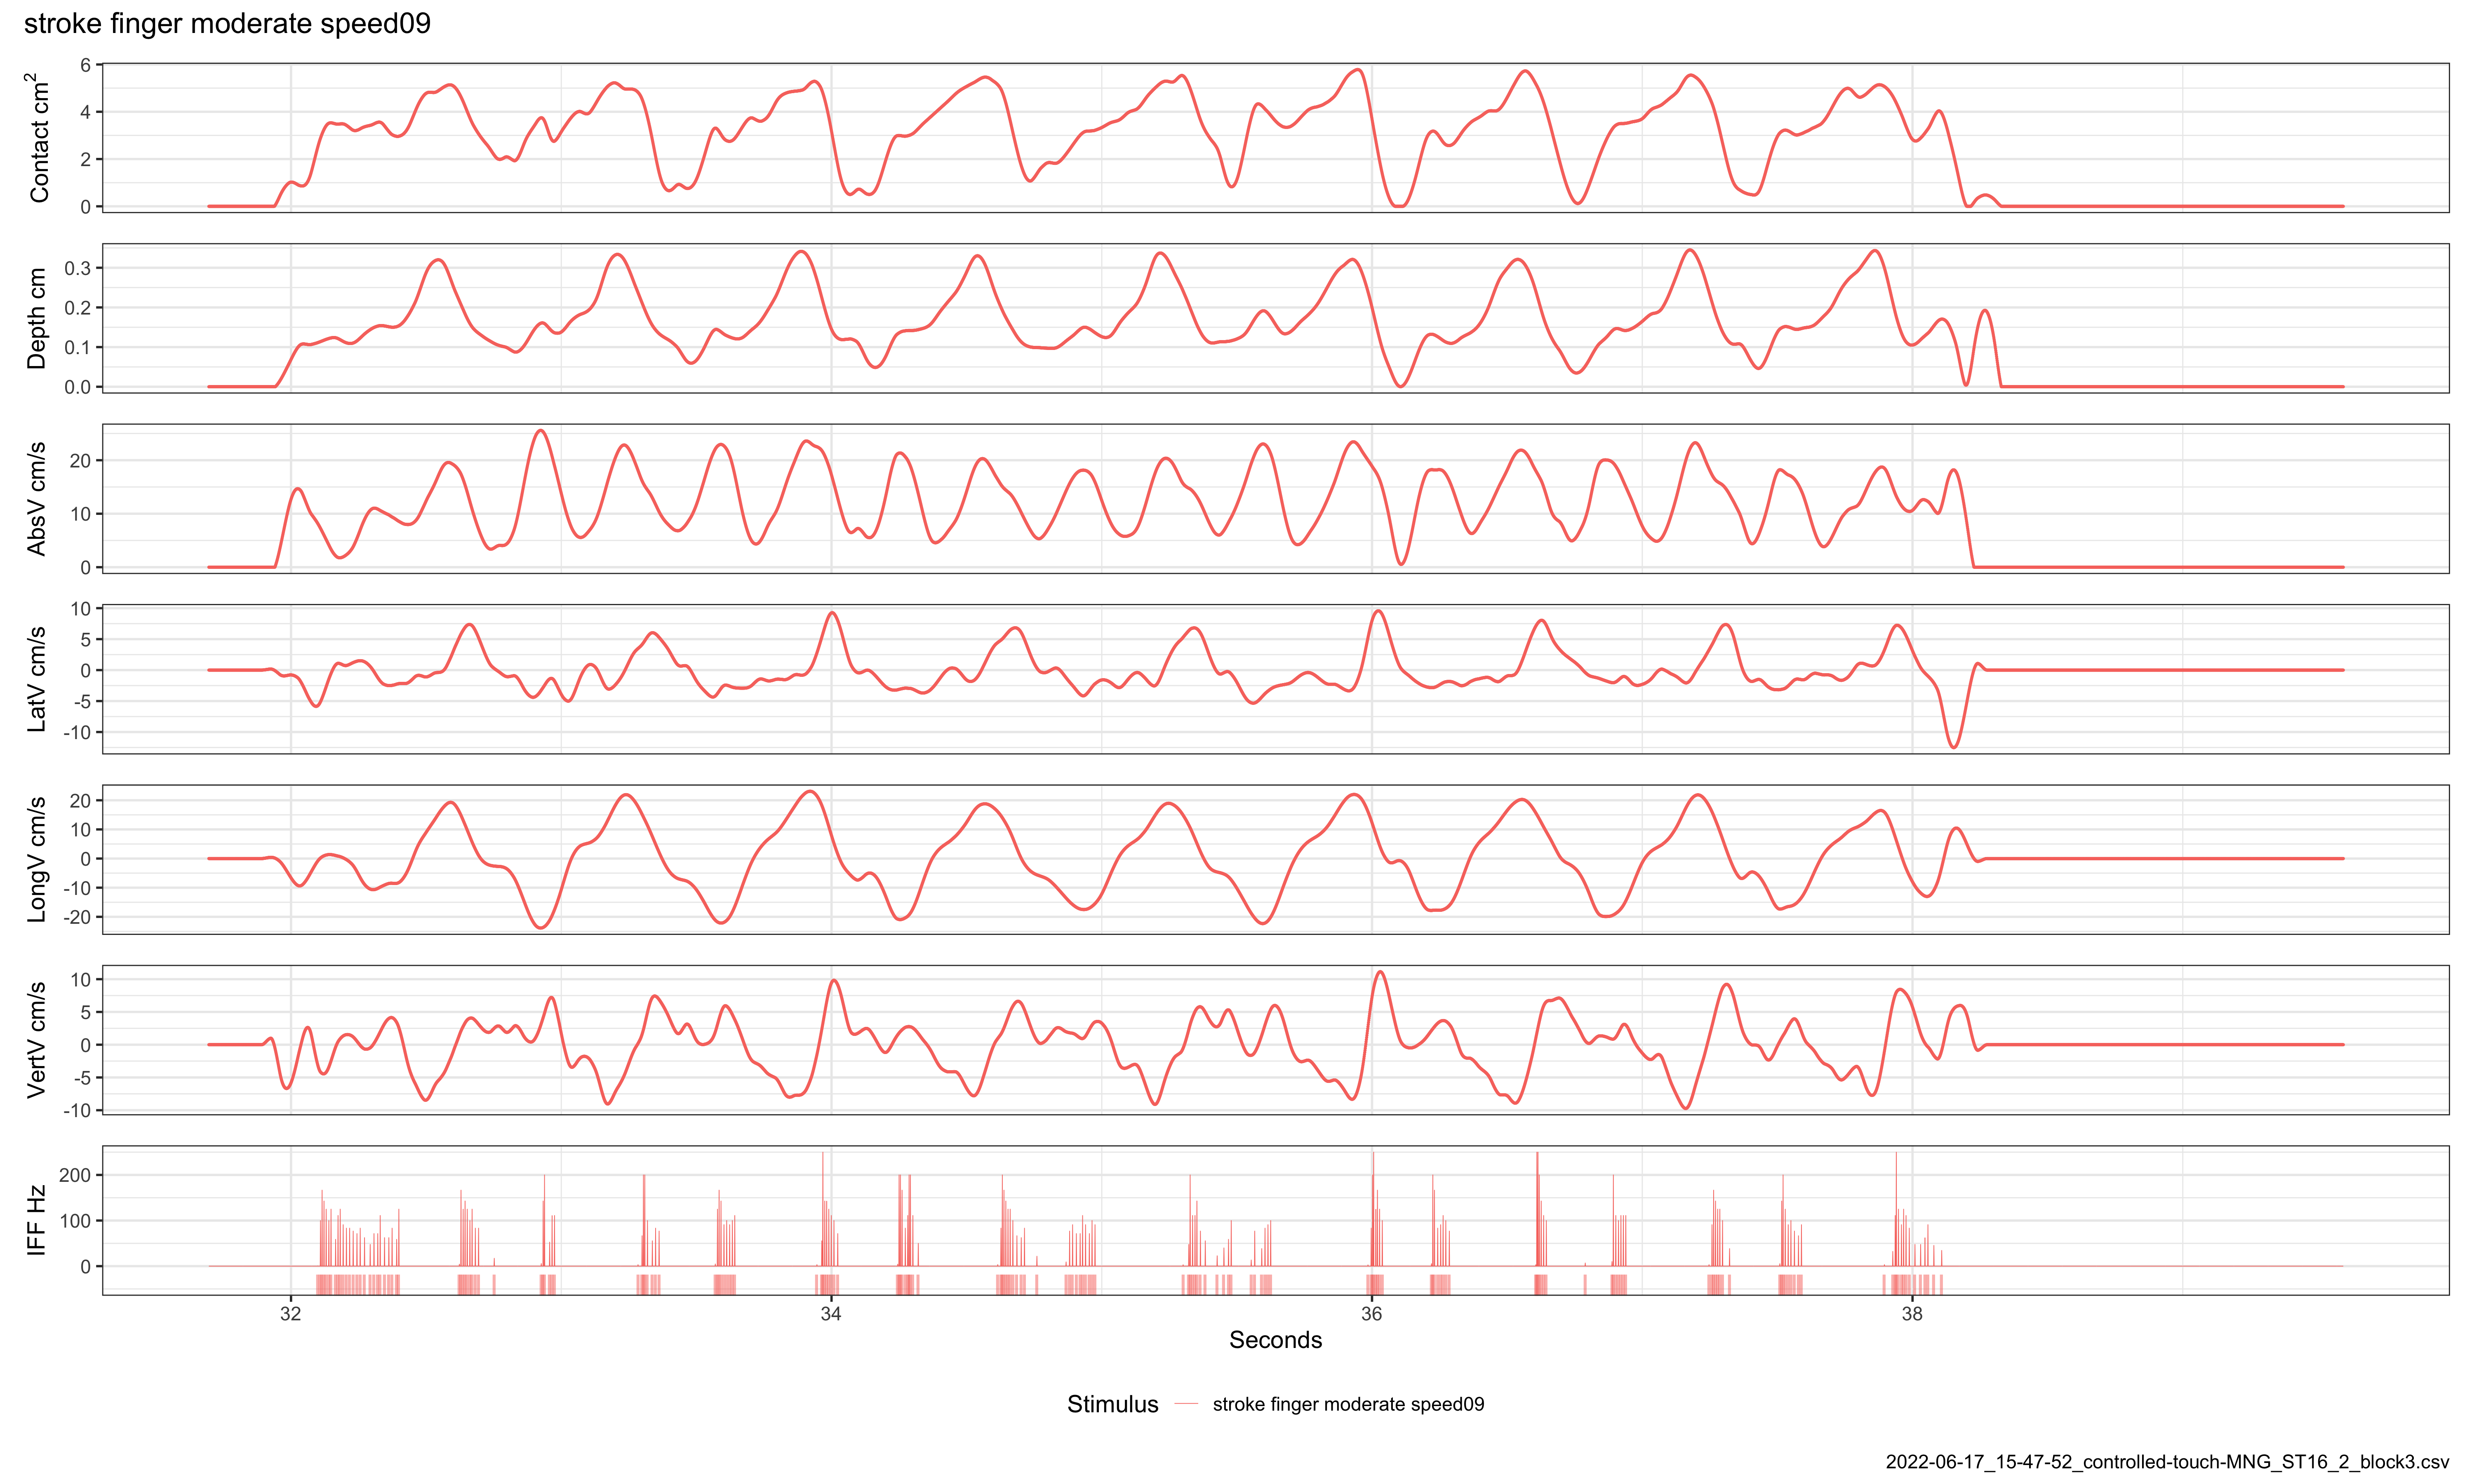 stroke finger moderate speed09
Contact cm²
6
4
2
0
Depth cm
0.3
0.2
0.1
0.0
AbsV cm/s
20
10
0
LatV cm/s
10
5
0
-5
-10
LongV cm/s
20
10
0
-10
-20
VertV cm/s
10
5
0
-5
-10
IFF Hz
200
100
0
32 34 36 38
Seconds
Stimulus stroke finger moderate speed09
2022-06-17_15-47-52_controlled-touch-MNG_ST16_2_block3.csv